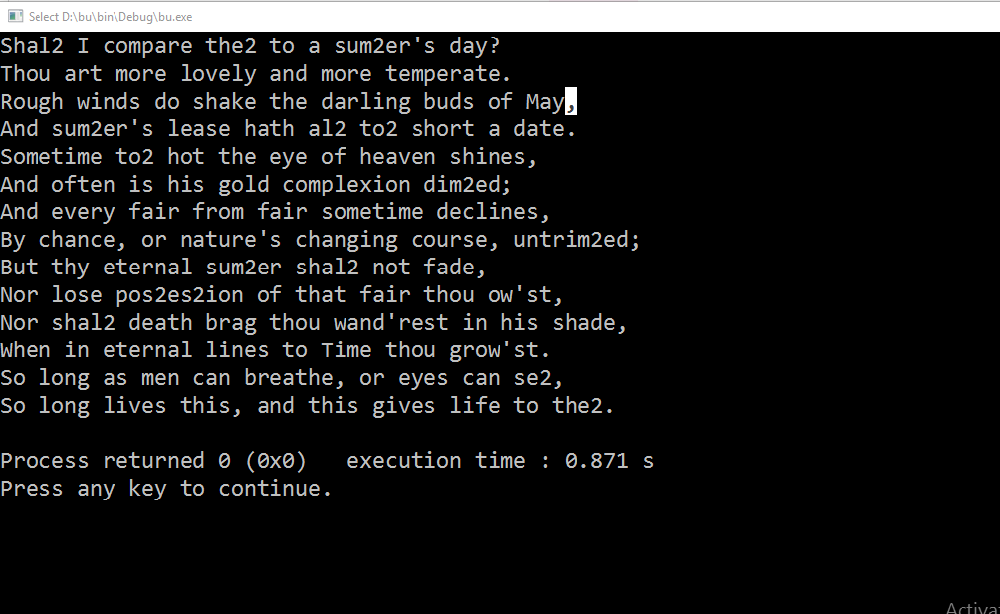 Select D:\bu\bin\Debug\bu.exe
Shal2 I compare the2 to a sum2er's day?
Thou art more lovely and more temperate.
Rough winds do shake the darling buds of May,
And sum2er's lease hath al2 to2 short a date.
Sometime to2 hot the eye of heaven shines,
And often is his gold complexion dim2ed;
And every fair from fair sometime declines,
By chance, or nature's changing course, untrim2ed;
But thy eternal sum2er shal2 not fade,
Nor lose pos2es2ion of that fair thou ow'st,
Nor shal2 death brag thou wand'rest in his shade,
When in eternal lines to Time thou grow'st.
So long as men can breathe, or eyes can se2,
So long lives this, and this gives life to the2.
Process returned 0 (0x0)   execution time : 0.871 s
Press any key to continue.